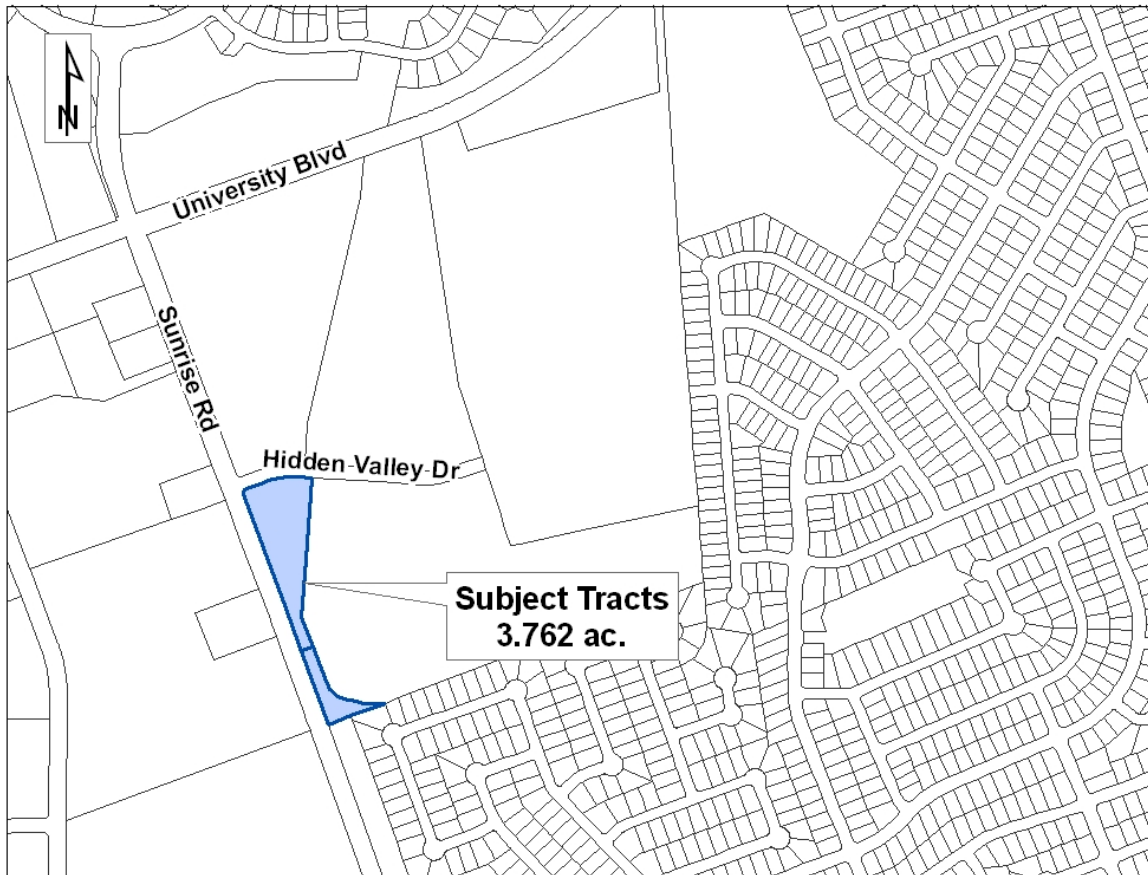 N
University Blvd
Sunrise Rd
Hidden Valley Dr
Subject Tracts
3.762 ac.